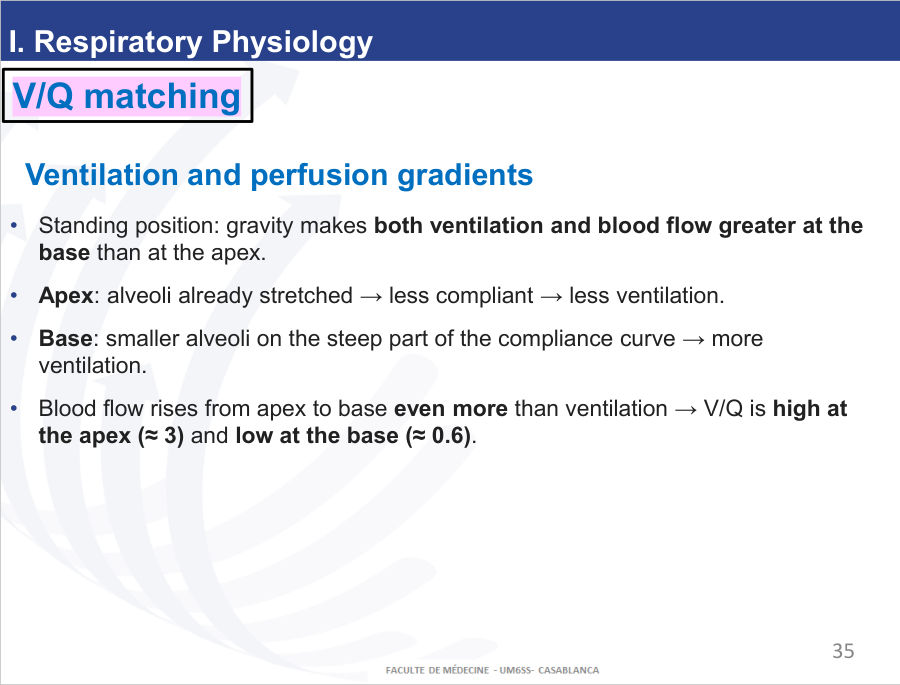 I. Respiratory Physiology
V/Q matching
Ventilation and perfusion gradients
• Standing position: gravity makes both ventilation and blood flow greater at the
base than at the apex.
• Apex: alveoli already stretched → less compliant → less ventilation.
• Base: smaller alveoli on the steep part of the compliance curve → more
ventilation.
• Blood flow rises from apex to base even more than ventilation → V/Q is high at
the apex (≈ 3) and low at the base (≈ 0.6).
35
FACULTE DE MÉDECINE - UM6SS- CASABLANCA